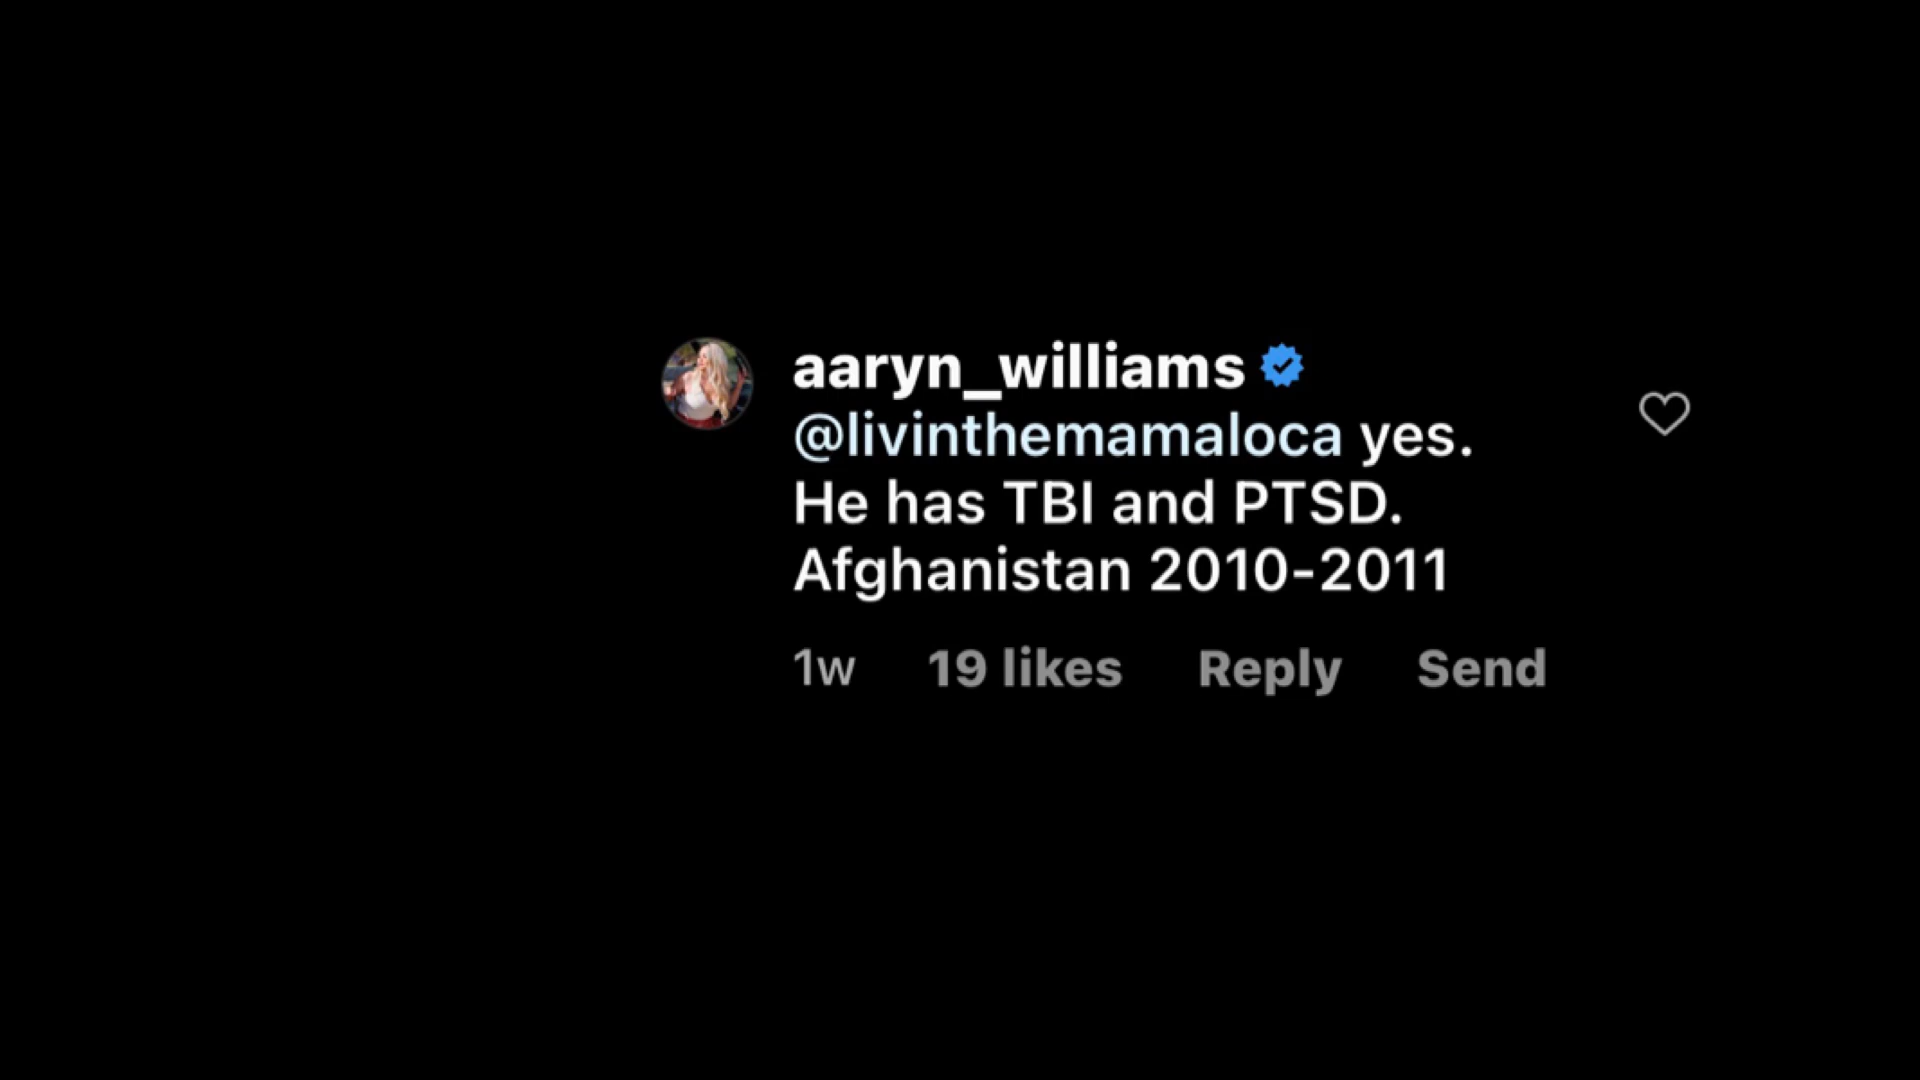 aaryn_williams
@livinthemamaloca yes.
He has TBI and PTSD.
Afghanistan 2010-2011
1w 19 likes Reply Send